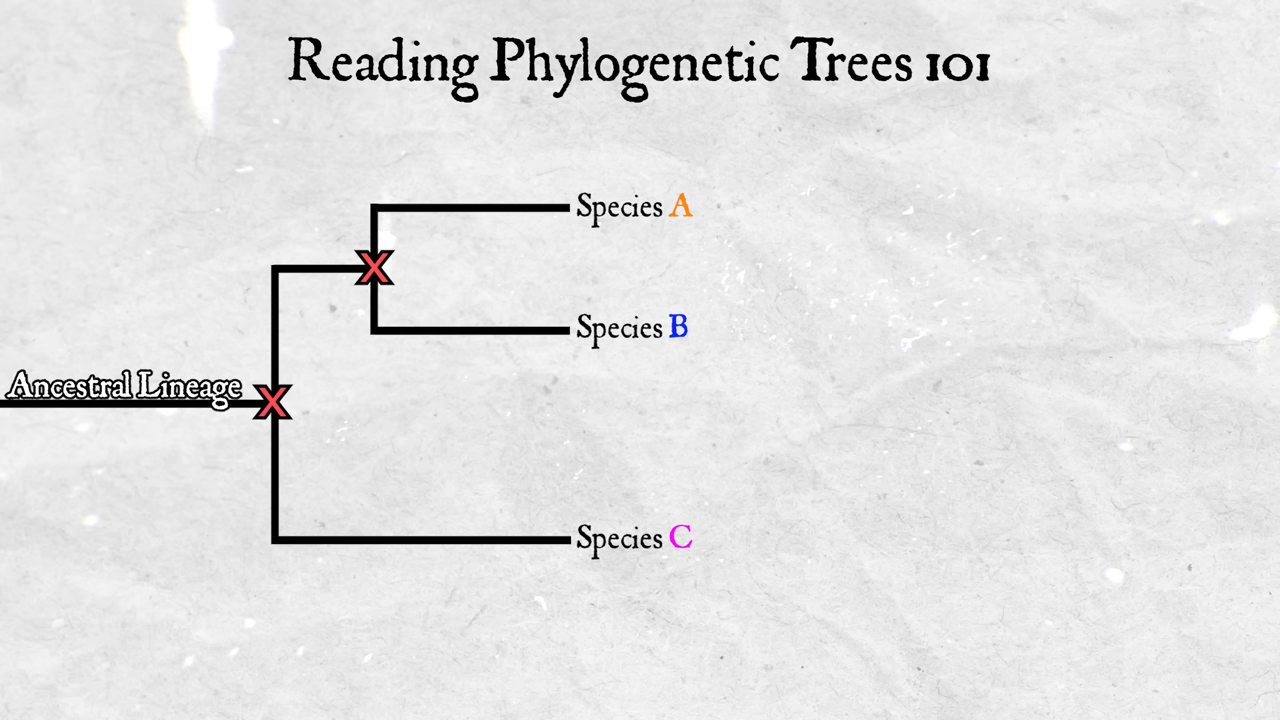 Reading Phylogenetic Trees 101
Species A
X
Species B
Ancestral Lineage
X
Species C